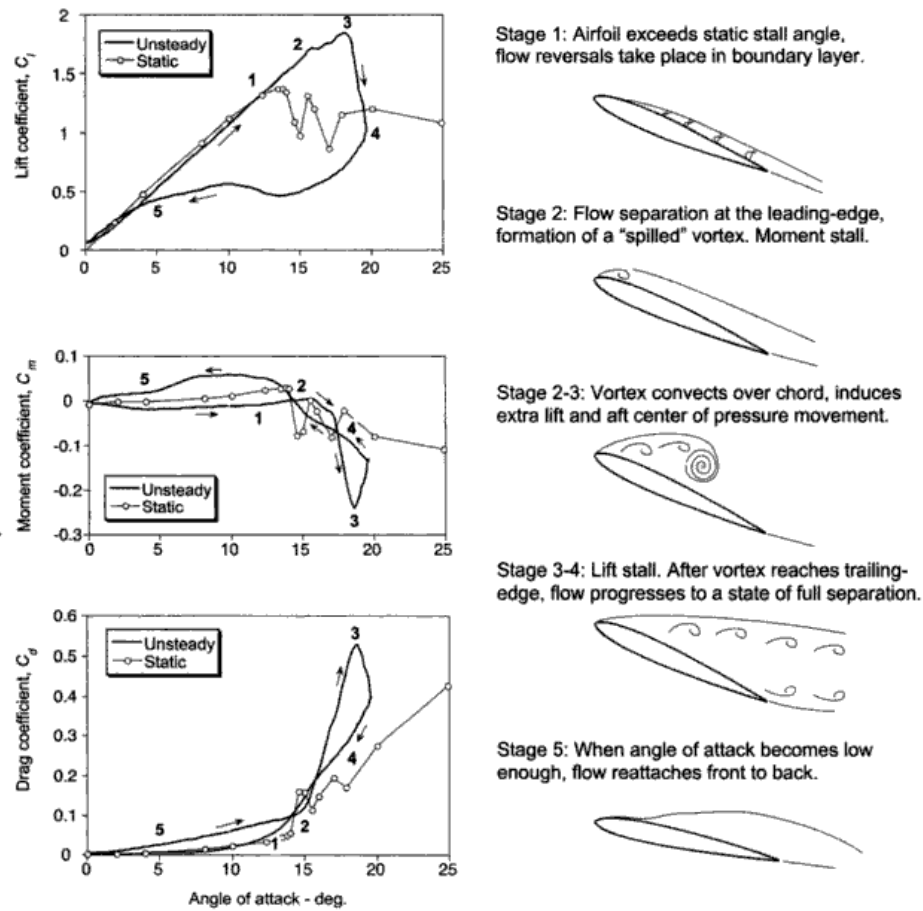 2
1.5
1
0.5
0
0 5 10 15 20 25
Lift coefficient, Cl
Unsteady
Static
1
2
3
4
5
Stage 1: Airfoil exceeds static stall angle,
flow reversals take place in boundary layer.
Stage 2: Flow separation at the leading-edge,
formation of a "spilled" vortex. Moment stall.
0.1
0
-0.1
-0.2
-0.3
0 5 10 15 20 25
Moment coefficient, Cm
Unsteady
Static
5
1
2
4
3
Stage 2-3: Vortex convects over chord, induces
extra lift and aft center of pressure movement.
Stage 3-4: Lift stall. After vortex reaches trailing-
edge, flow progresses to a state of full separation.
0.6
0.5
0.4
0.3
0.2
0.1
0
0 5 10 15 20 25
Drag coefficient, Cd
Unsteady
Static
3
4
5
1
2
Angle of attack - deg.
Stage 5: When angle of attack becomes low
enough, flow reattaches front to back.